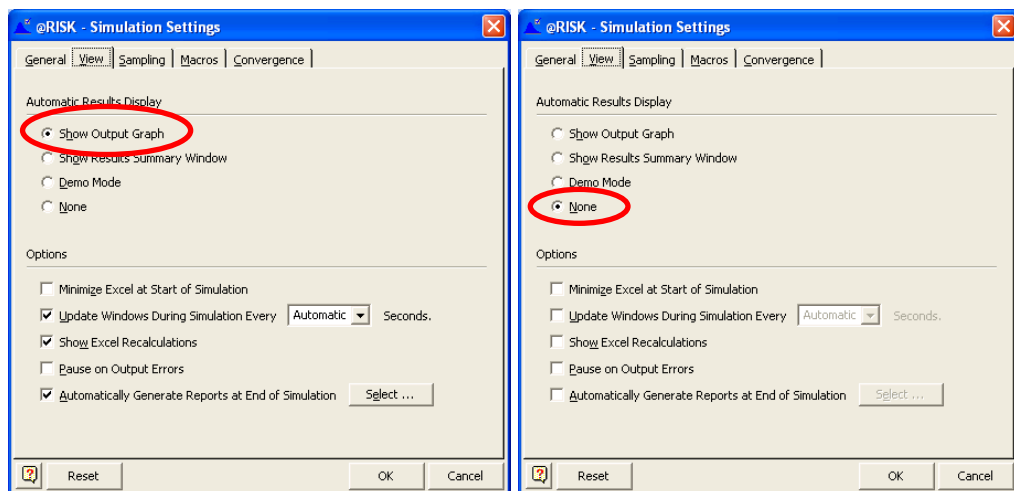 @RISK - Simulation Settings
General View Sampling Macros Convergence
Automatic Results Display
Show Output Graph
Show Results Summary Window
Demo Mode
None
Options
Minimize Excel at Start of Simulation
Update Windows During Simulation Every Automatic Seconds.
Show Excel Recalculations
Pause on Output Errors
Automatically Generate Reports at End of Simulation Select ...
Reset OK Cancel
@RISK - Simulation Settings
General View Sampling Macros Convergence
Automatic Results Display
Show Output Graph
Show Results Summary Window
Demo Mode
None
Options
Minimize Excel at Start of Simulation
Update Windows During Simulation Every Automatic Seconds.
Show Excel Recalculations
Pause on Output Errors
Automatically Generate Reports at End of Simulation Select ...
Reset OK Cancel